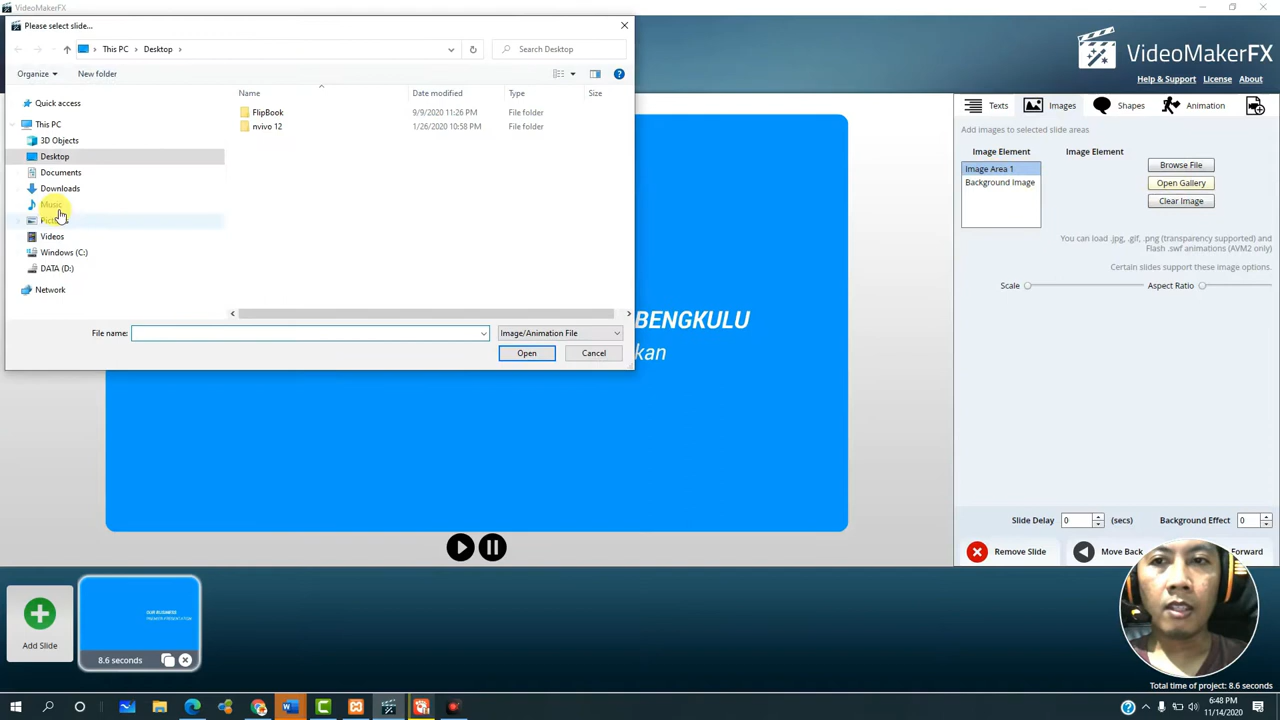 VideoMakerFX
Please select slide...
This PC
Desktop
Search Desktop
Organize
New folder
Name
Date modified
Type
Size
Quick access
This PC
3D Objects
Desktop
Documents
Downloads
Music
Videos
Windows (C:)
DATA (D:)
Network
FlipBook
9/9/2020 11:26 PM
File folder
nvivo 12
1/26/2020 10:58 PM
File folder
File name:
Image/Animation File
Open
Cancel
VideoMakerFX
Help & Support
License
About
Texts
Images
Shapes
Animation
Add images to selected slide areas
Image Element
Image Element
Image Area 1
Background Image
Browse File
Open Gallery
Clear Image
You can load .jpg, .gif, .png (transparency supported) and
Flash .swf animations (AVM2 only)
Certain slides support these image options.
Scale
Aspect Ratio
BENGKULU
kan
Slide Delay
0
(secs)
Background Effect
0
Remove Slide
Move Back
Forward
Add Slide
OUR BUSINESS
8.6 seconds
Total time of project: 8.6 seconds
6:48 PM
11/14/2020